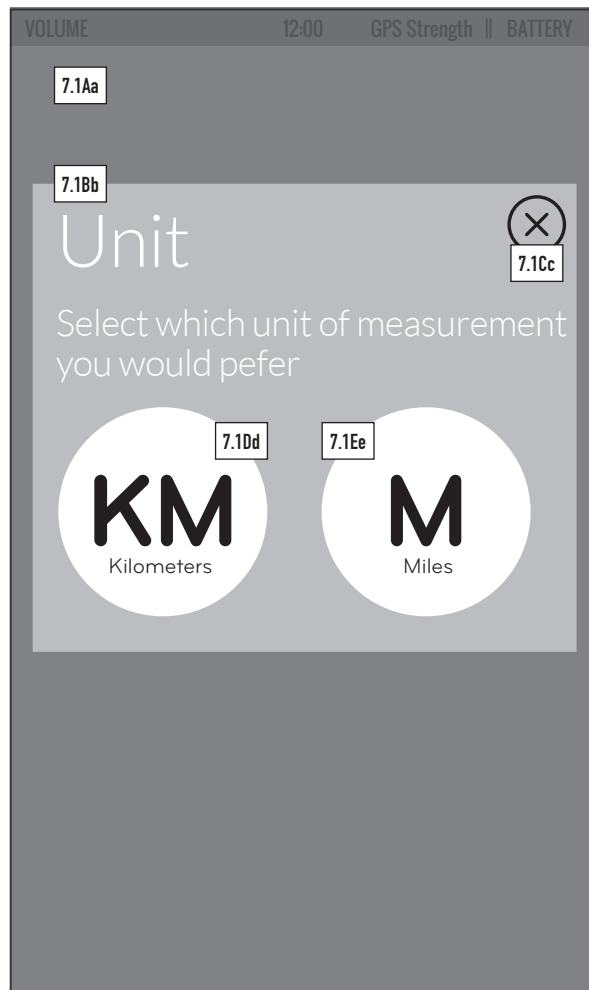 VOLUME 12:00 GPS Strength || BATTERY
7.1Aa
7.1Bb
Unit
7.1Cc
Select which unit of measurement
you would pefer
7.1Dd 7.1Ee
KM M
Kilometers Miles